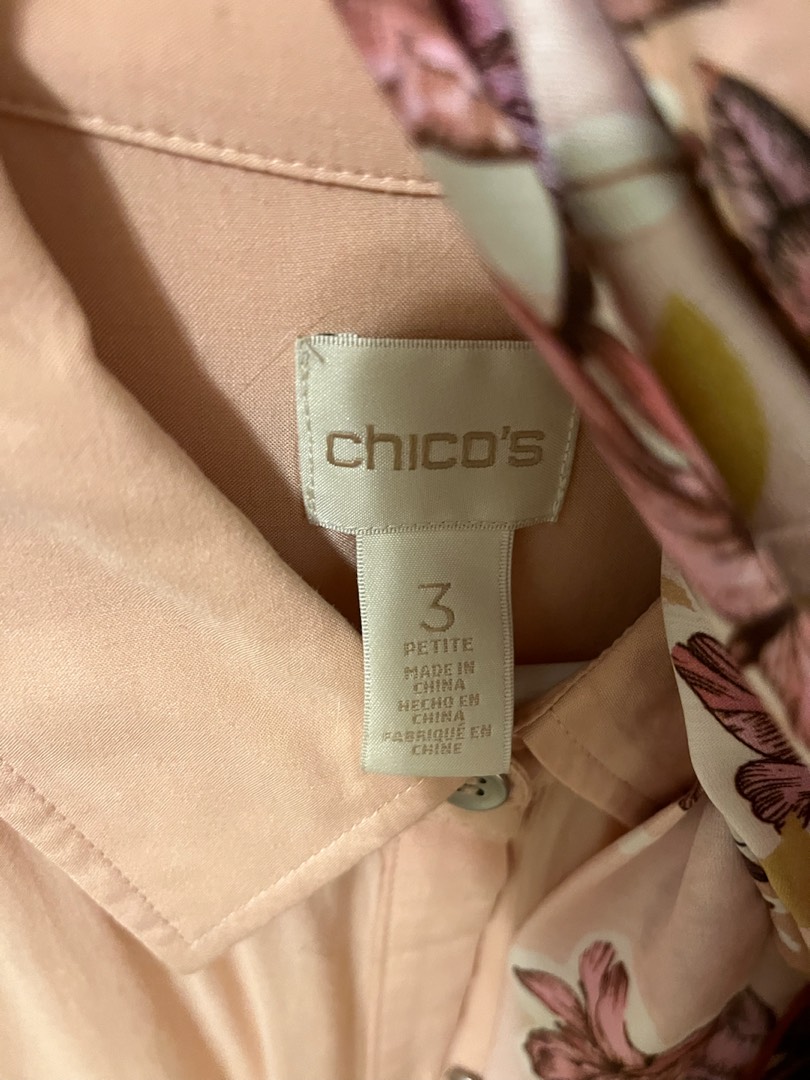 chico's
3
PETITE
MADE IN
CHINA
HECHO EN
CHINA
FABRIQUÉ EN
CHINE